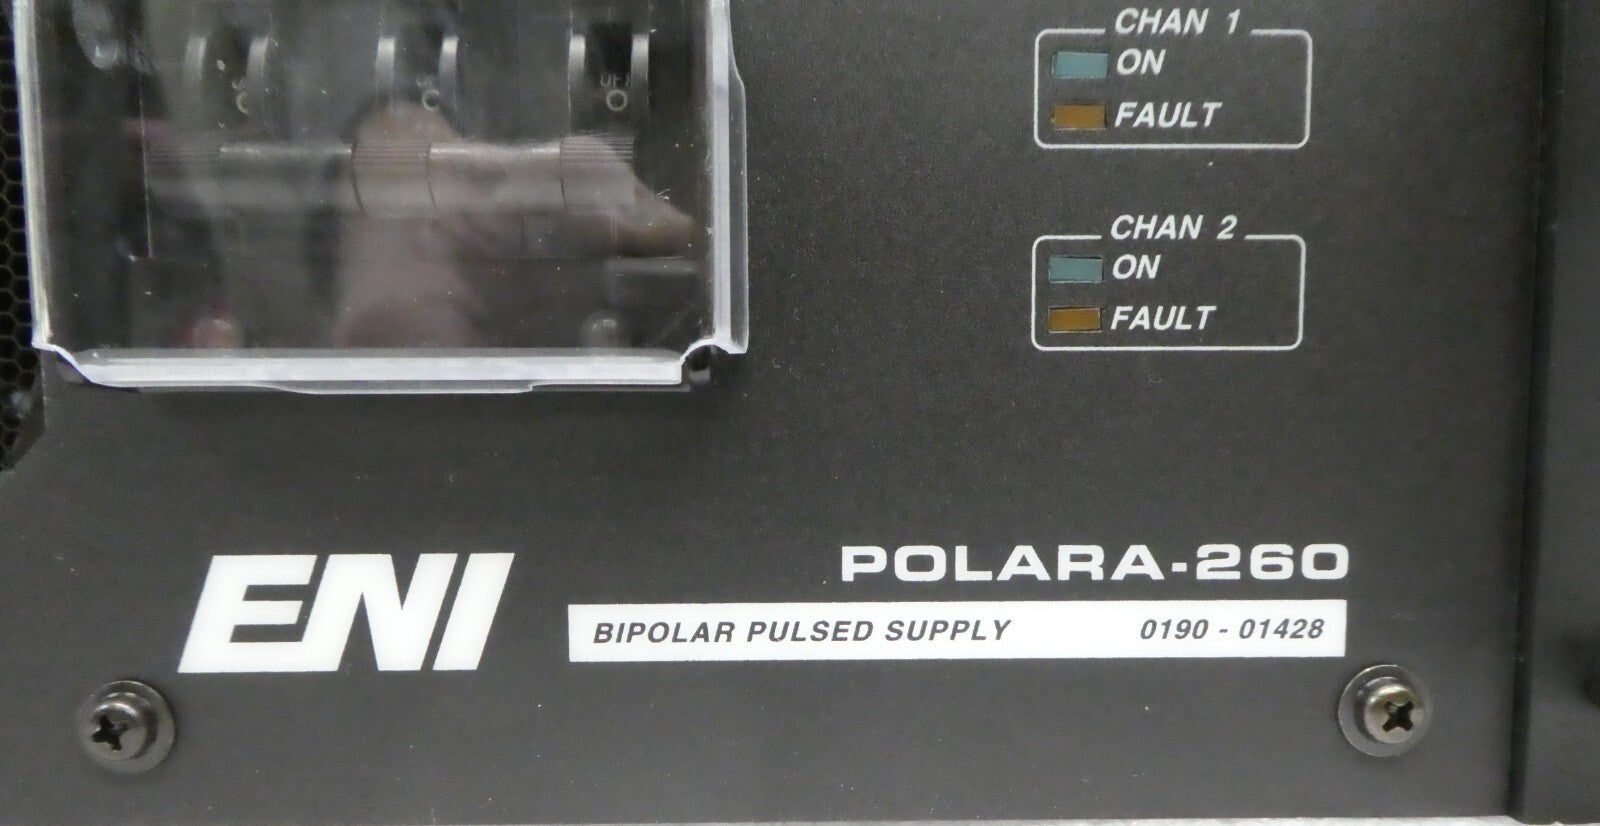 CHAN 1
ON
FAULT
CHAN 2
ON
FAULT
ENI
POLARA-260
BIPOLAR PULSED SUPPLY 0190 - 01428